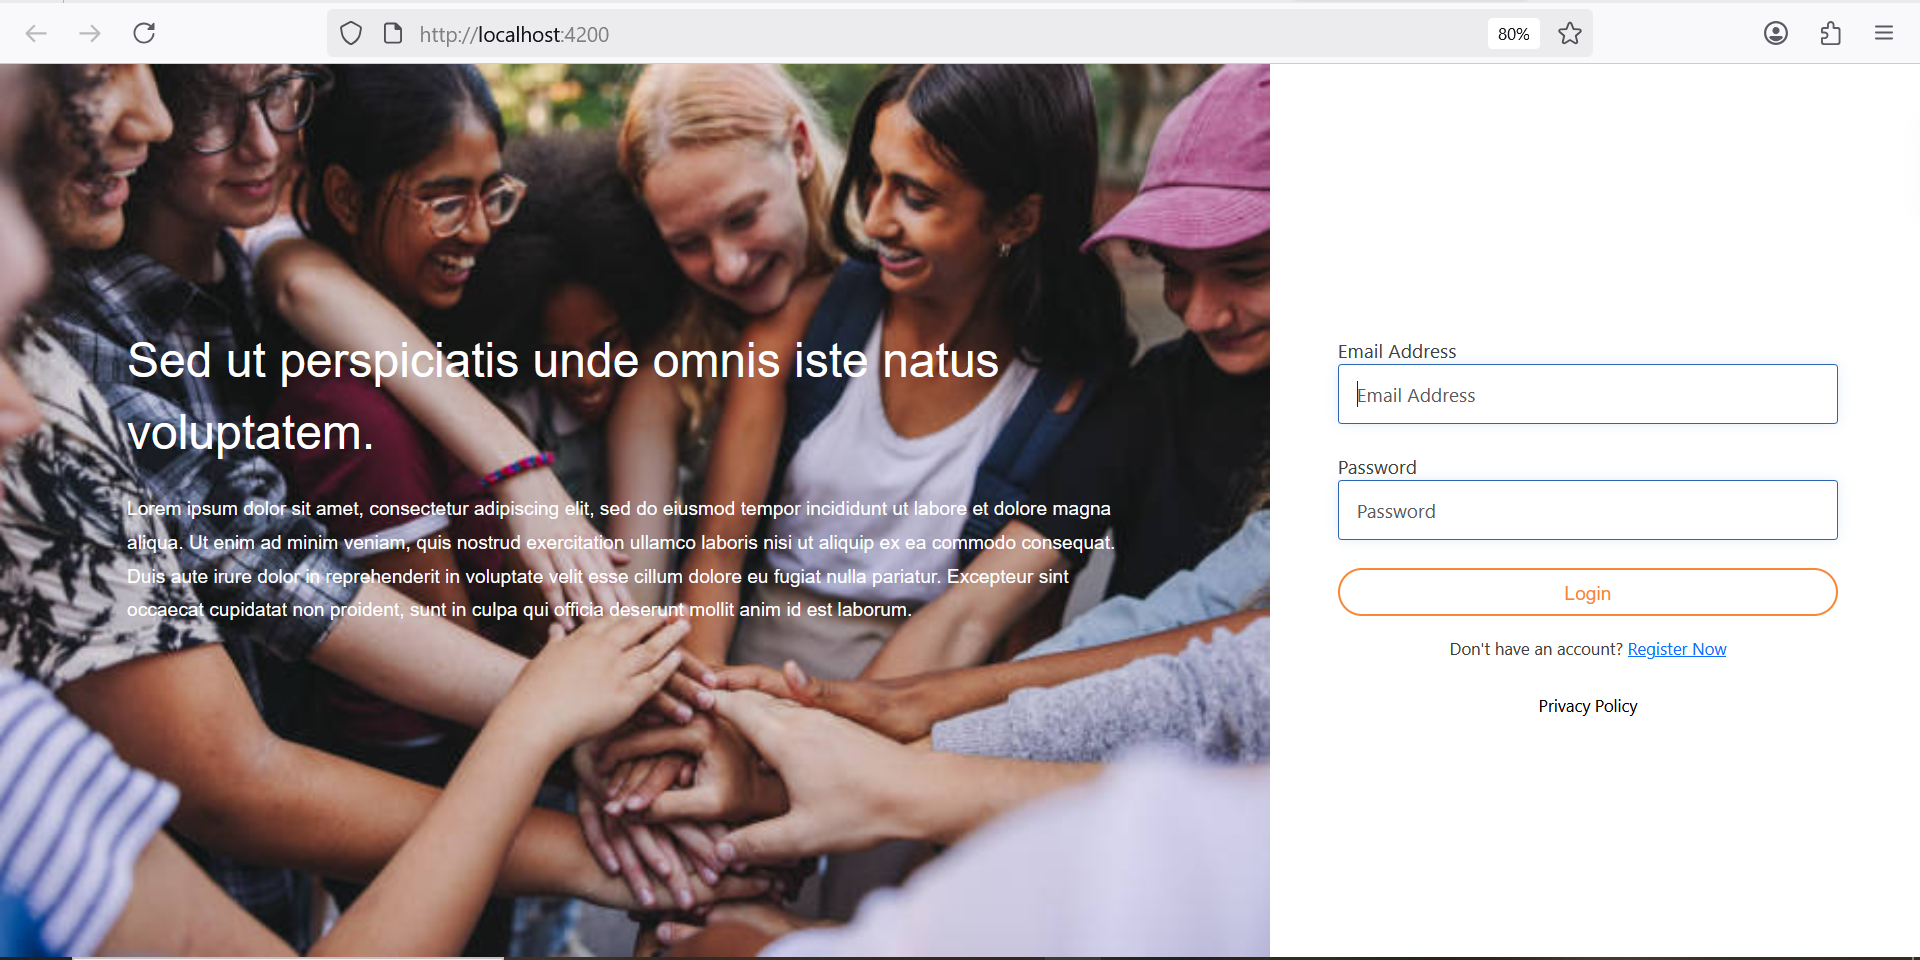 http://localhost:4200
80%
Sed ut perspiciatis unde omnis iste natus
voluptatem.
Lorem ipsum dolor sit amet, consectetur adipiscing elit, sed do eiusmod tempor incididunt ut labore et dolore magna
aliqua. Ut enim ad minim veniam, quis nostrud exercitation ullamco laboris nisi ut aliquip ex ea commodo consequat.
Duis aute irure dolor in reprehenderit in voluptate velit esse cillum dolore eu fugiat nulla pariatur. Excepteur sint
occaecat cupidatat non proident, sunt in culpa qui officia deserunt mollit anim id est laborum.
Email Address
Email Address
Password
Password
Login
Don't have an account? Register Now
Privacy Policy